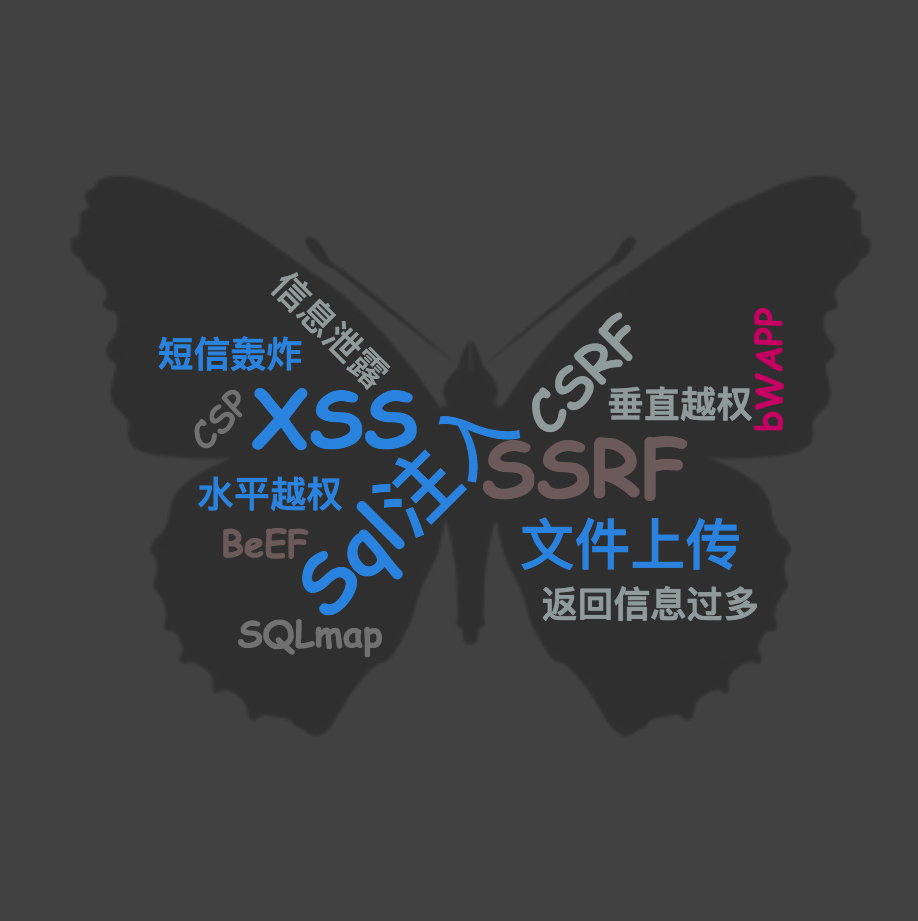 信息泄露
CSRF
bWAPP
短信轰炸
CSP
XSS
垂直越权
Sql注入
SSRF
水平越权
BeEF
文件上传
返回信息过多
SQLmap